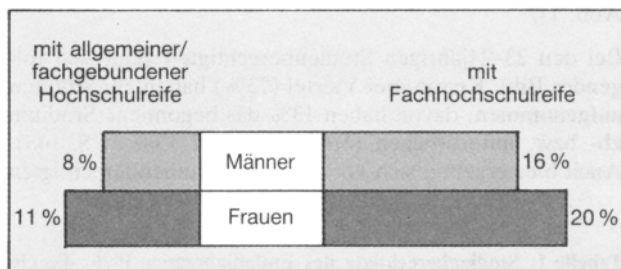 mit allgemeiner/
fachgebundener
Hochschulreife
mit
Fachhochschulreife
8 %
Männer
16 %
11 %
Frauen
20 %